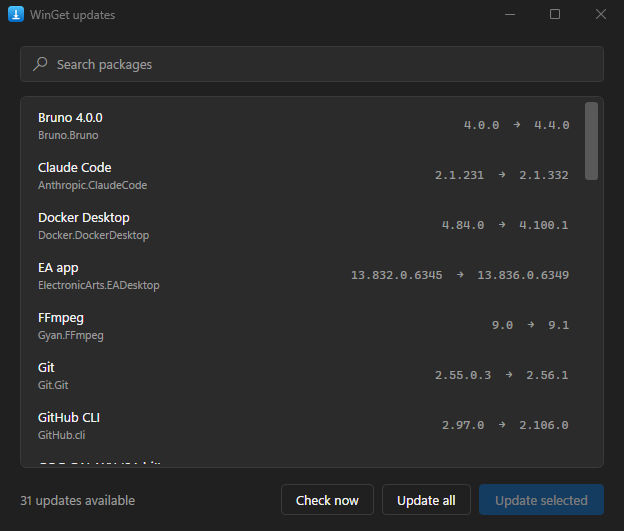 WinGet updates
Search packages
Bruno 4.0.0
Bruno.Bruno
4.0.0 → 4.4.0
Claude Code
Anthropic.ClaudeCode
2.1.231 → 2.1.332
Docker Desktop
Docker.DockerDesktop
4.84.0 → 4.100.1
EA app
ElectronicArts.EADesktop
13.832.0.6345 → 13.836.0.6349
FFmpeg
Gyan.FFmpeg
9.0 → 9.1
Git
Git.Git
2.55.0.3 → 2.56.1
GitHub CLI
GitHub.cli
2.97.0 → 2.106.0
31 updates available
Check now
Update all
Update selected